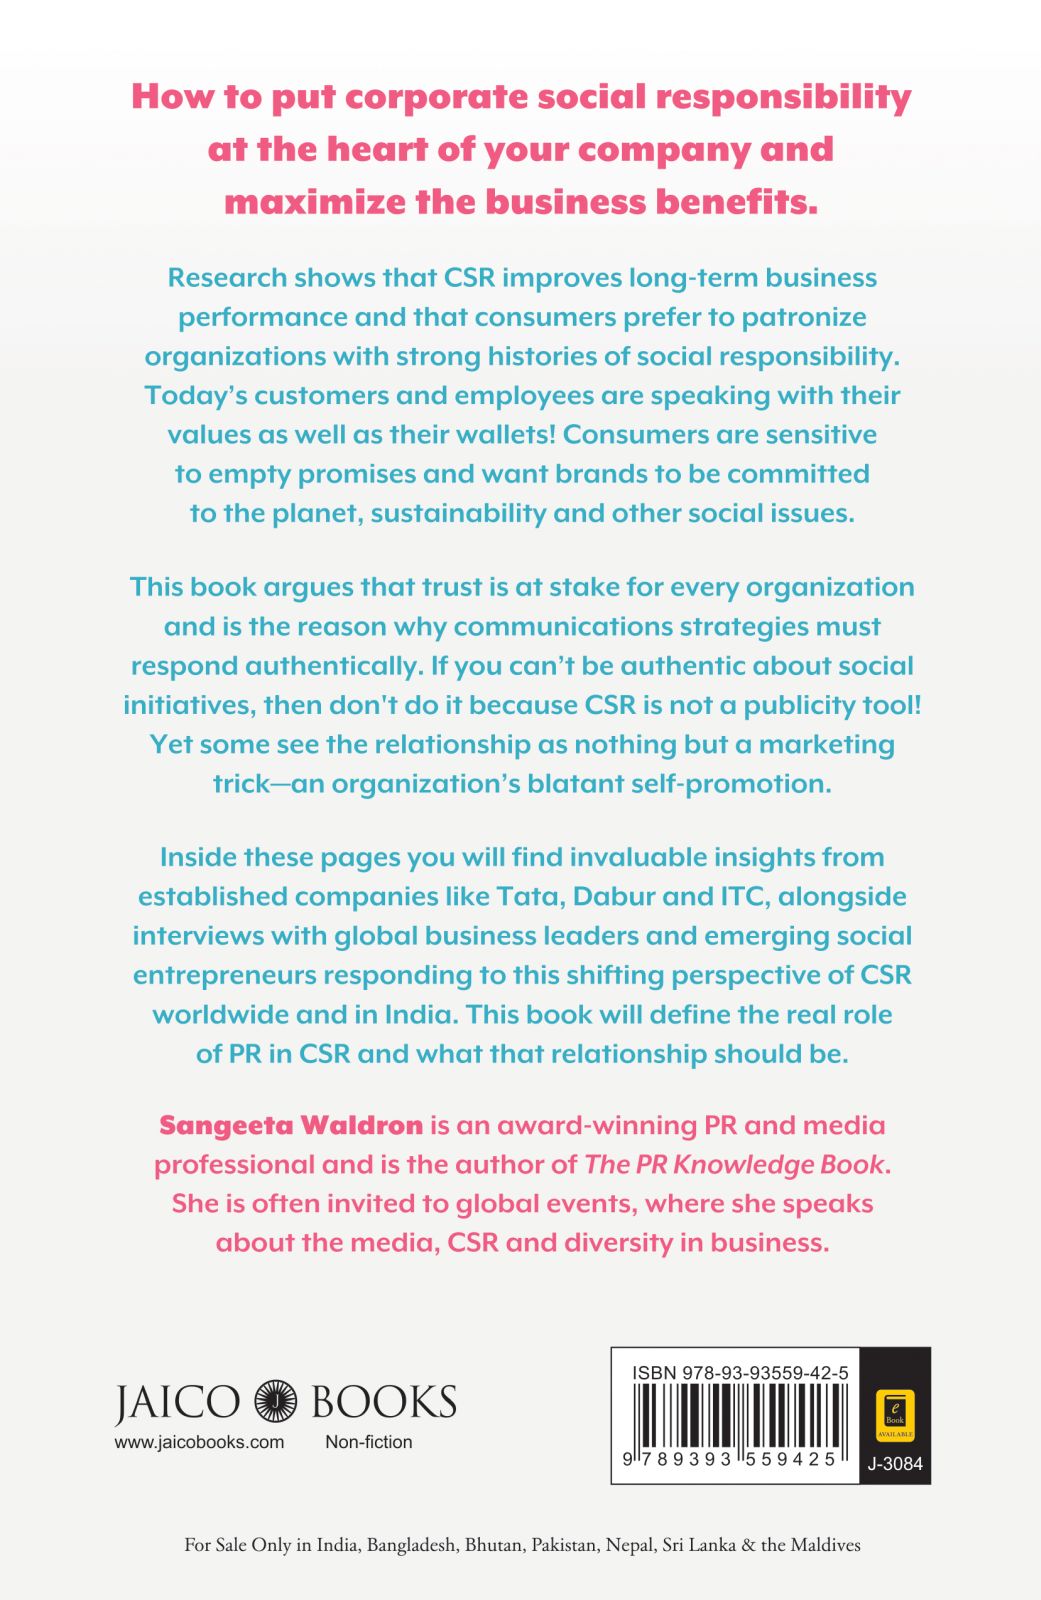 How to put corporate social responsibility
at the heart of your company and
maximize the business benefits.
Research shows that CSR improves long-term business
performance and that consumers prefer to patronize
organizations with strong histories of social responsibility.
Today’s customers and employees are speaking with their
values as well as their wallets! Consumers are sensitive
to empty promises and want brands to be committed
to the planet, sustainability and other social issues.
This book argues that trust is at stake for every organization
and is the reason why communications strategies must
respond authentically. If you can’t be authentic about social
initiatives, then don't do it because CSR is not a publicity tool!
Yet some see the relationship as nothing but a marketing
trick—an organization’s blatant self-promotion.
Inside these pages you will find invaluable insights from
established companies like Tata, Dabur and ITC, alongside
interviews with global business leaders and emerging social
entrepreneurs responding to this shifting perspective of CSR
worldwide and in India. This book will define the real role
of PR in CSR and what that relationship should be.
Sangeeta Waldron is an award-winning PR and media
professional and is the author of The PR Knowledge Book.
She is often invited to global events, where she speaks
about the media, CSR and diversity in business.
JAICO J BOOKS
www.jaicobooks.com Non-fiction
ISBN 978-93-93559-42-5
9 789393 559425
e
Book
AVAILABLE
J-3084
For Sale Only in India, Bangladesh, Bhutan, Pakistan, Nepal, Sri Lanka & the Maldives